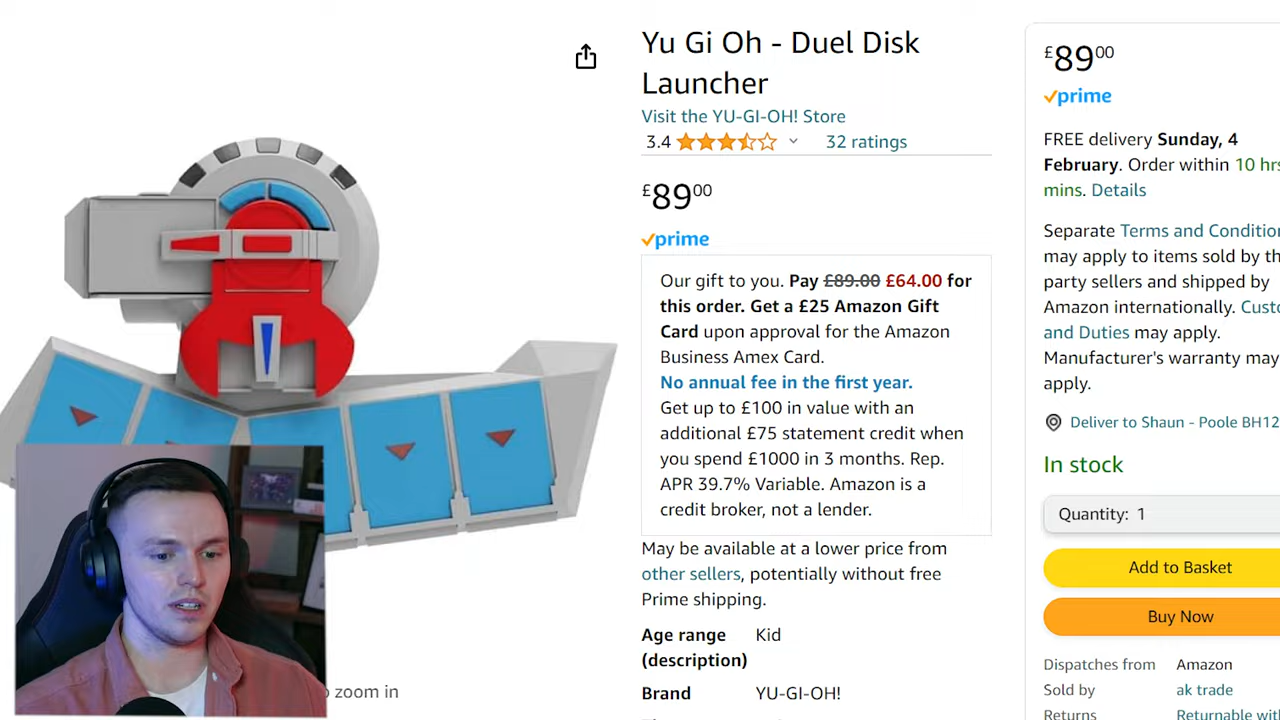 Yu Gi Oh - Duel Disk
Launcher
Visit the YU-GI-OH! Store
3.4
32 ratings
£89.00
prime
Our gift to you. Pay £89.00 £64.00 for
this order. Get a £25 Amazon Gift
Card upon approval for the Amazon
Business Amex Card.
No annual fee in the first year.
Get up to £100 in value with an
additional £75 statement credit when
you spend £1000 in 3 months. Rep.
APR 39.7% Variable. Amazon is a
credit broker, not a lender.
May be available at a lower price from
other sellers, potentially without free
Prime shipping.
Age range Kid
(description)
Brand YU-GI-OH!
zoom in
£89.00
prime
FREE delivery Sunday, 4
February. Order within 10
mins. Details
Separate Terms and
may apply to items sold by
party sellers and shipped by
Amazon internationally.
and Duties may apply.
Manufacturer's warranty may
apply.
Deliver to Shaun - Poole BH12
In stock
Quantity: 1
Add to Basket
Buy Now
Dispatches from Amazon
Sold by ak trade
Returns Returnable